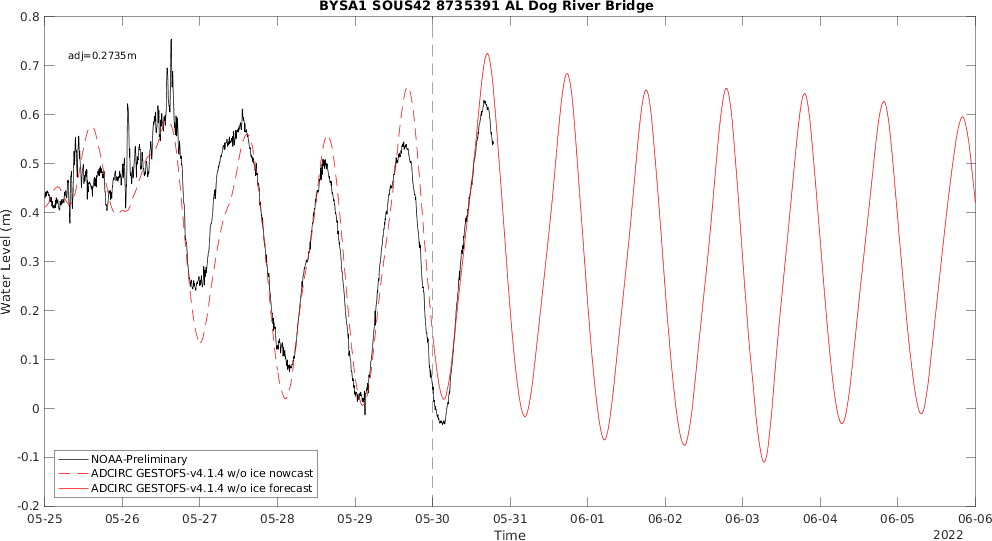 BYSA1 SOUS42 8735391 AL Dog River Bridge
adj=0.2735m
0.8
0.7
0.6
0.5
0.4
0.3
0.2
0.1
0
-0.1
-0.2
Water Level (m)
NOAA-Preliminary
ADCIRC GESTOFS-v4.1.4 w/o ice nowcast
ADCIRC GESTOFS-v4.1.4 w/o ice forecast
05-25 05-26 05-27 05-28 05-29 05-30 05-31 06-01 06-02 06-03 06-04 06-05 06-06
Time
2022